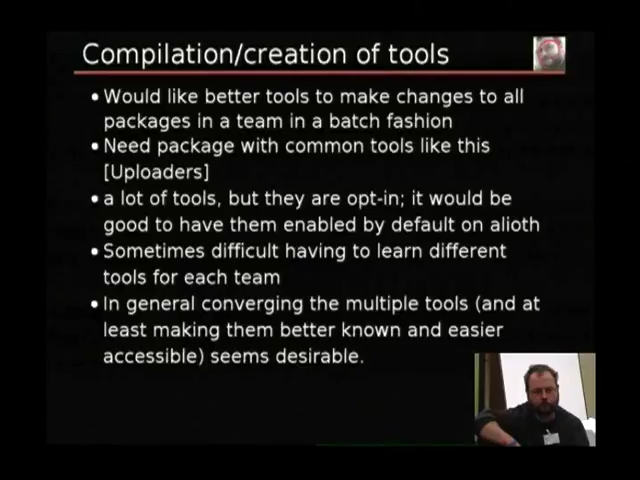 Compilation/creation of tools
• Would like better tools to make changes to all
packages in a team in a batch fashion
• Need package with common tools like this
[Uploaders]
• a lot of tools, but they are opt-in; it would be
good to have them enabled by default on alioth
• Sometimes difficult having to learn different
tools for each team
• In general converging the multiple tools (and at
least making them better known and easier
accessible) seems desirable.